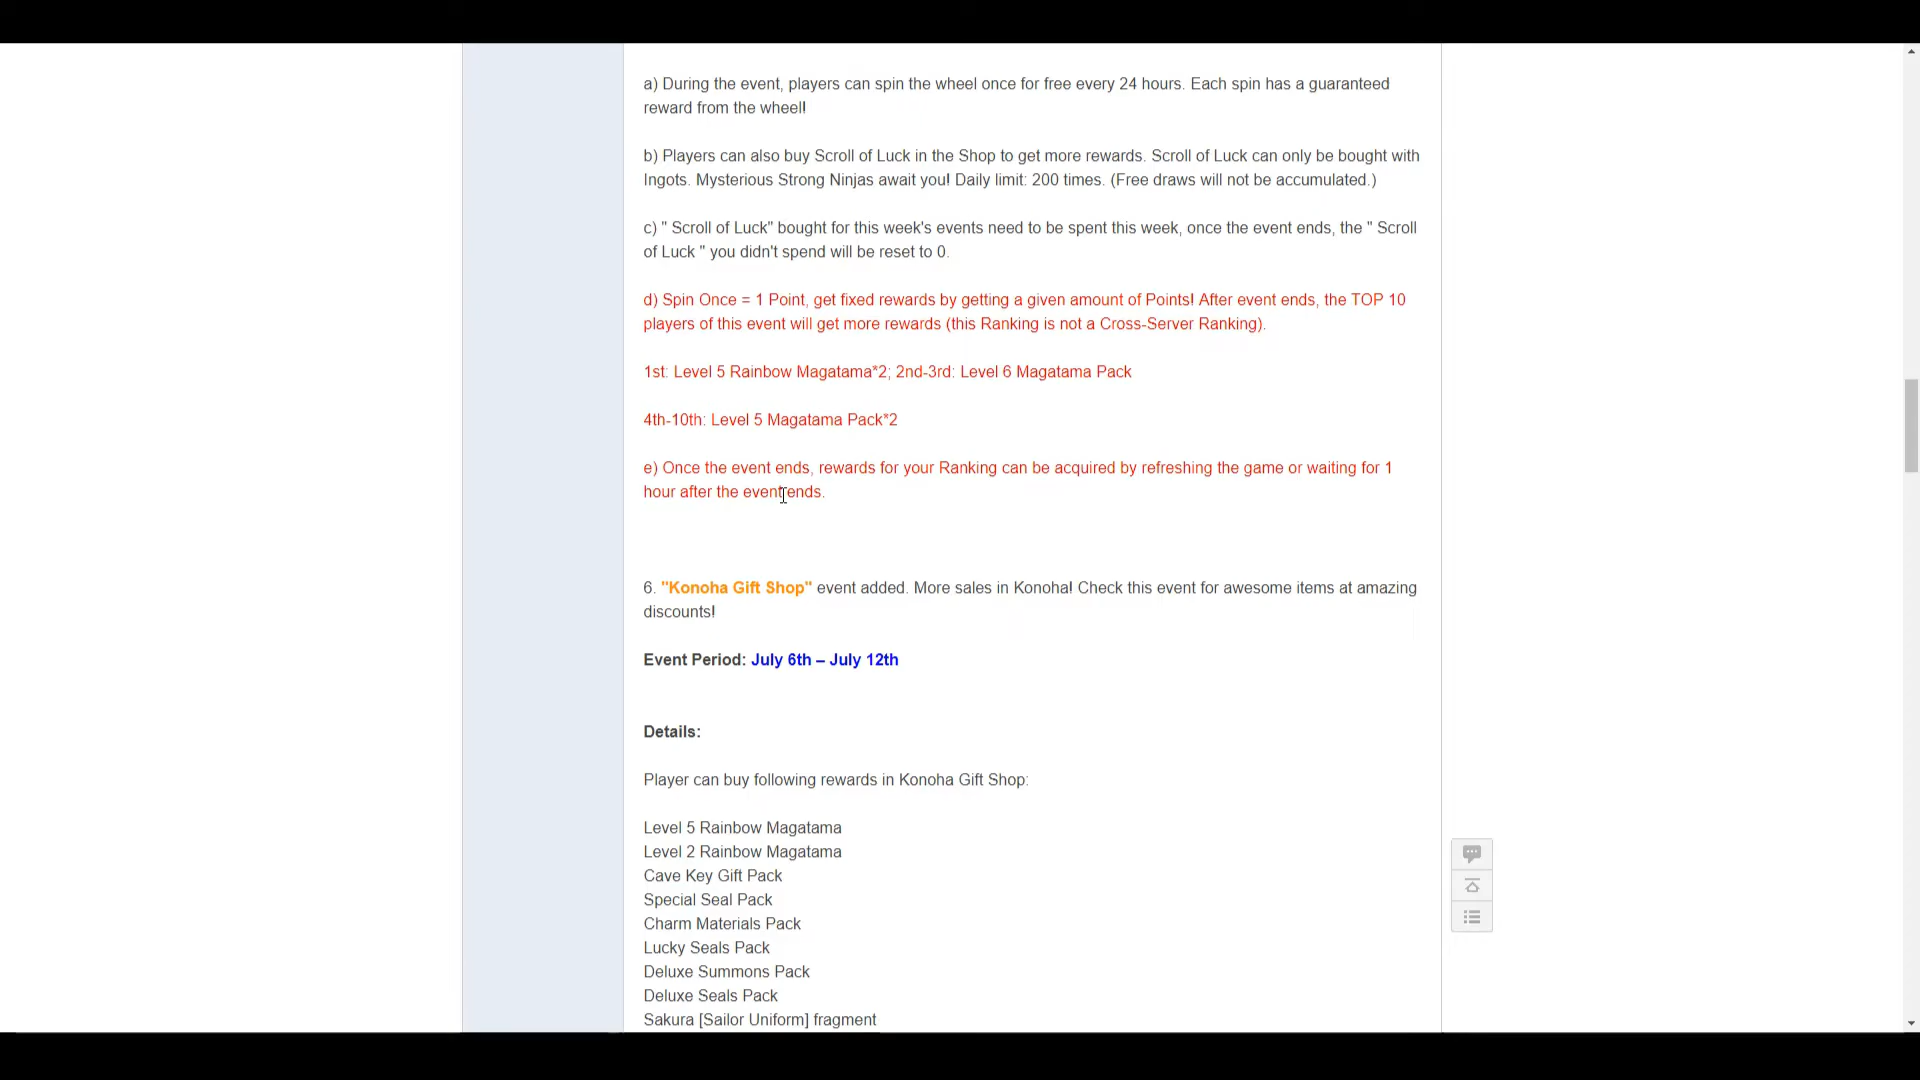 a) During the event, players can spin the wheel once for free every 24 hours. Each spin has a guaranteed
reward from the wheel!
b) Players can also buy Scroll of Luck in the Shop to get more rewards. Scroll of Luck can only be bought with
Ingots. Mysterious Strong Ninjas await you! Daily limit: 200 times. (Free draws will not be accumulated.)
c) " Scroll of Luck" bought for this week's events need to be spent this week, once the event ends, the " Scroll
of Luck " you didn't spend will be reset to 0.
d) Spin Once = 1 Point, get fixed rewards by getting a given amount of Points! After event ends, the TOP 10
players of this event will get more rewards (this Ranking is not a Cross-Server Ranking).
1st: Level 5 Rainbow Magatama*2; 2nd-3rd: Level 6 Magatama Pack
4th-10th: Level 5 Magatama Pack*2
e) Once the event ends, rewards for your Ranking can be acquired by refreshing the game or waiting for 1
hour after the event ends.
6. "Konoha Gift Shop" event added. More sales in Konoha! Check this event for awesome items at amazing
discounts!
Event Period: July 6th – July 12th
Details:
Player can buy following rewards in Konoha Gift Shop:
Level 5 Rainbow Magatama
Level 2 Rainbow Magatama
Cave Key Gift Pack
Special Seal Pack
Charm Materials Pack
Lucky Seals Pack
Deluxe Summons Pack
Deluxe Seals Pack
Sakura [Sailor Uniform] fragment